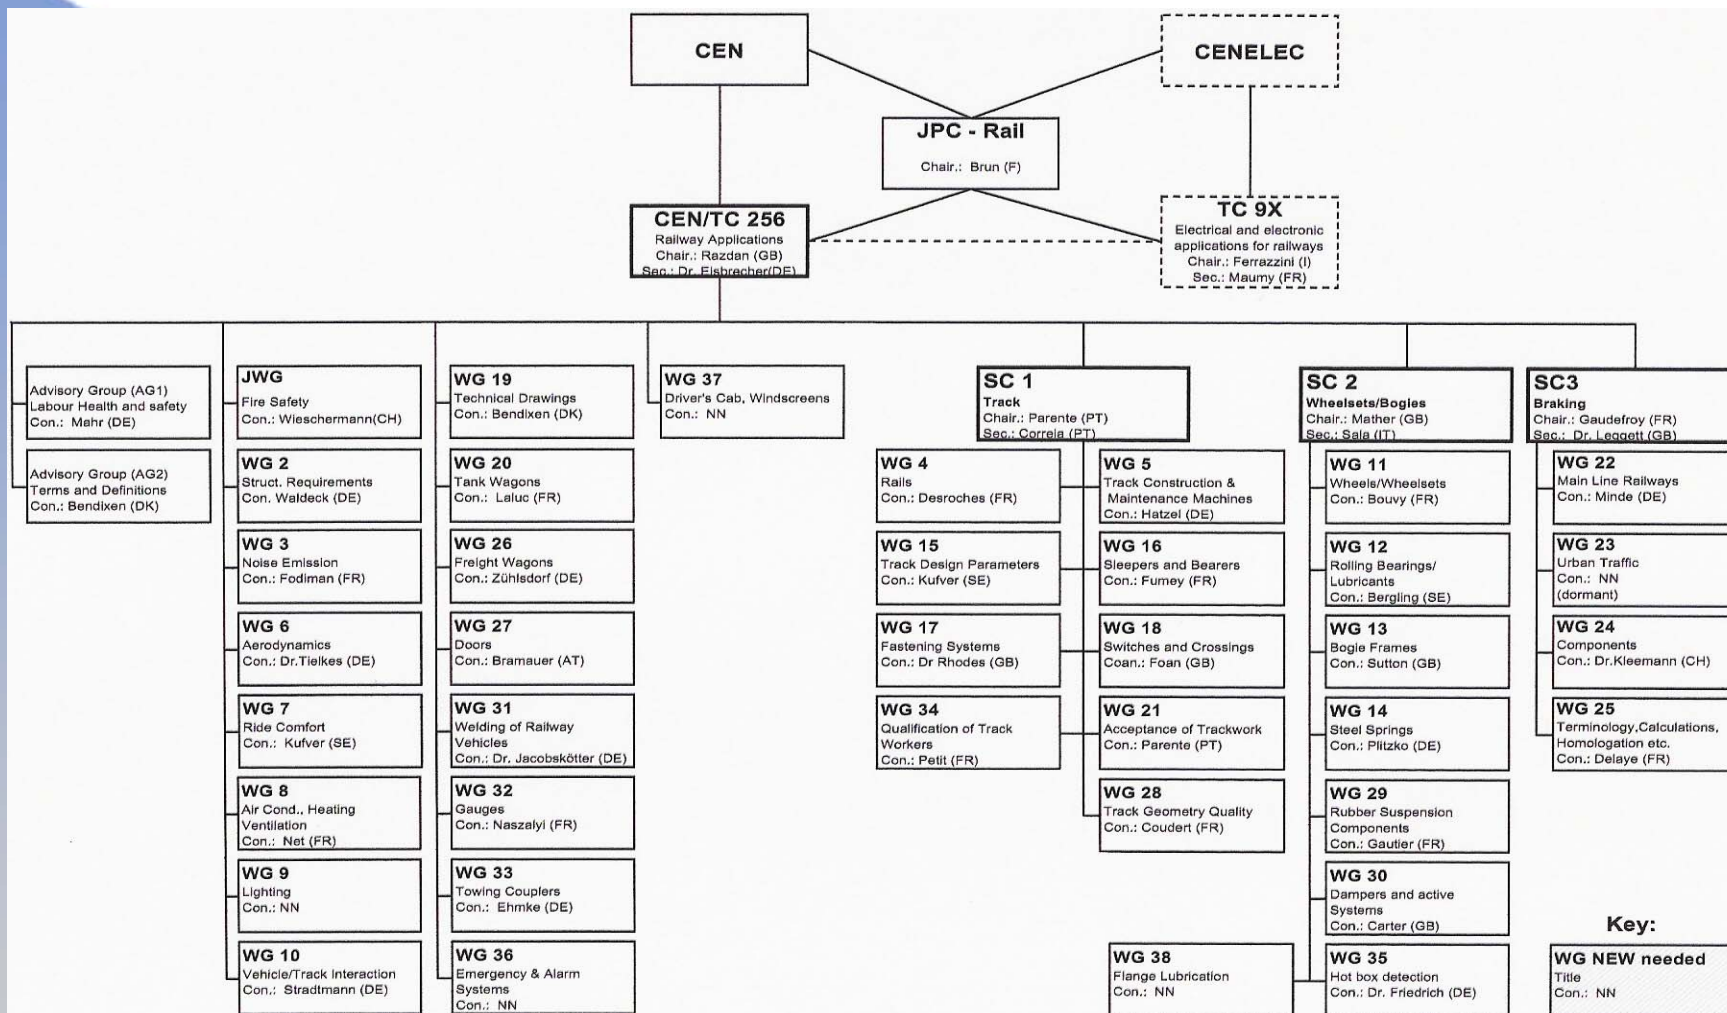 CEN
CENELEC
JPC - Rail
Chair.: Brun (F)
CEN/TC 256
Railway Applications
Chair.: Razdan (GB)
Sec.: Dr. Elsbrecher(DE)
TC 9X
Electrical and electronic
applications for railways
Chair.: Ferrazzini (I)
Sec.: Maumy (FR)
Advisory Group (AG1)
Labour Health and safety
Con.: Mahr (DE)
Advisory Group (AG2)
Terms and Definitions
Con.: Bendixen (DK)
JWG
Fire Safety
Con.: Wieschermann(CH)
WG 2
Struct. Requirements
Con. Waldeck (DE)
WG 3
Noise Emission
Con.: Fodiman (FR)
WG 6
Aerodynamics
Con.: Dr.Tielkes (DE)
WG 7
Ride Comfort
Con.: Kufver (SE)
WG 8
Air Cond., Heating
Ventilation
Con.: Net (FR)
WG 9
Lighting
Con.: NN
WG 10
Vehicle/Track Interaction
Con.: Stradtmann (DE)
WG 19
Technical Drawings
Con.: Bendixen (DK)
WG 20
Tank Wagons
Con.: Laluc (FR)
WG 26
Freight Wagons
Con.: Zühlsdorf (DE)
WG 27
Doors
Con.: Bramauer (AT)
WG 31
Welding of Railway
Vehicles
Con.: Dr. Jacobskötter (DE)
WG 32
Gauges
Con.: Naszalyi (FR)
WG 33
Towing Couplers
Con.: Ehmke (DE)
WG 36
Emergency & Alarm
Systems
Con.: NN
WG 37
Driver's Cab, Windscreens
Con.: NN
SC 1
Track
Chair.: Parente (PT)
Sec.: Correia (PT)
WG 4
Rails
Con.: Desroches (FR)
WG 15
Track Design Parameters
Con.: Kufver (SE)
WG 17
Fastening Systems
Con.: Dr Rhodes (GB)
WG 34
Qualification of Track
Workers
Con.: Petit (FR)
WG 5
Track Construction &
Maintenance Machines
Con.: Hatzel (DE)
WG 16
Sleepers and Bearers
Con.: Fumey (FR)
WG 18
Switches and Crossings
Coan.: Foan (GB)
WG 21
Acceptance of Trackwork
Con.: Parente (PT)
WG 28
Track Geometry Quality
Con.: Coudert (FR)
SC 2
Wheelsets/Bogies
Chair.: Mather (GB)
Sec.: Sala (IT)
WG 11
Wheels/Wheelsets
Con.: Bouvy (FR)
WG 12
Rolling Bearings/
Lubricants
Con.: Bergling (SE)
WG 13
Bogie Frames
Con.: Sutton (GB)
WG 14
Steel Springs
Con.: Plitzko (DE)
WG 29
Rubber Suspension
Components
Con.: Gautier (FR)
WG 30
Dampers and active
Systems
Con.: Carter (GB)
WG 38
Flange Lubrication
Con.: NN
WG 35
Hot box detection
Con.: Dr. Friedrich (DE)
SC3
Braking
Chair.: Gaudefroy (FR)
Sec.: Dr. Leggett (GB)
WG 22
Main Line Railways
Con.: Minde (DE)
WG 23
Urban Traffic
Con.: NN
(dormant)
WG 24
Components
Con.: Dr.Kleemann (CH)
WG 25
Terminology,Calculations,
Homologation etc.
Con.: Delaye (FR)
Key:
WG NEW needed
Title
Con.: NN